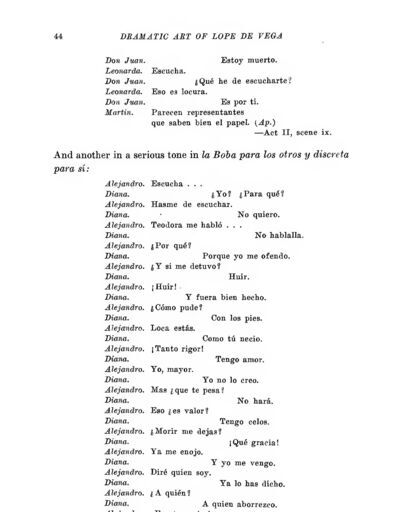 44 DRAMATIC ART OF LOPE DE VEGA
Don Juan. Estoy muerto.
Leonarda. Escucha.
Don Juan. ¿Qué he de escucharte?
Leonarda. Eso es locura.
Don Juan. Es por ti.
Martín. Parecen representantes
que saben bien el papel. (Ap.)
—Act II, scene ix.
And another in a serious tone in la Boba para los otros y discreta
para sí:
Alejandro. Escucha . . .
Diana. ¿Yo? ¿Para qué?
Alejandro. Hasme de escuchar.
Diana. No quiero.
Alejandro. Teodora me habló . . .
Diana. No hablalla.
Alejandro. ¿Por qué?
Diana. Porque yo me ofendo.
Alejandro. ¿Y si me detuvo?
Diana. Huir.
Alejandro. ¡Huir!
Diana. Y fuera bien hecho.
Alejandro. ¿Cómo pude?
Diana. Con los pies.
Alejandro. Loca estás.
Diana. Como tú necio.
Alejandro. ¡Tanto rigor!
Diana. Tengo amor.
Alejandro. Yo, mayor.
Diana. Yo no lo creo.
Alejandro. Mas ¿que te pesa?
Diana. No hará.
Alejandro. Eso ¿es valor?
Diana. Tengo celos.
Alejandro. ¿Morir me dejas?
Diana. ¡Qué gracia!
Alejandro. Ya me enojo.
Diana. Y yo me vengo.
Alejandro. Diré quien soy.
Diana. Ya lo has dicho.
Alejandro. ¿A quién?
Diana. A quien aborrezco.